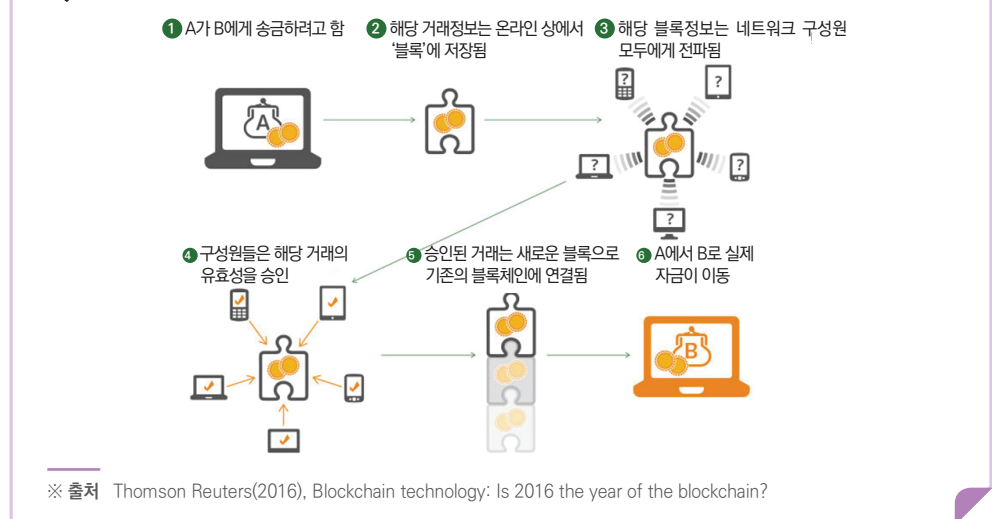 1 A가 B에게 송금하려고 함
2 해당 거래정보는 온라인 상에서
'블록'에 저장됨
3 해당 블록정보는 네트워크 구성원
모두에게 전파됨
A
?
?
?
?
?
4 구성원들은 해당 거래의
유효성을 승인
5 승인된 거래는 새로운 블록으로
기존의 블록체인에 연결됨
6 A에서 B로 실제
자금이 이동
B
※ 출처 Thomson Reuters(2016), Blockchain technology: Is 2016 the year of the blockchain?